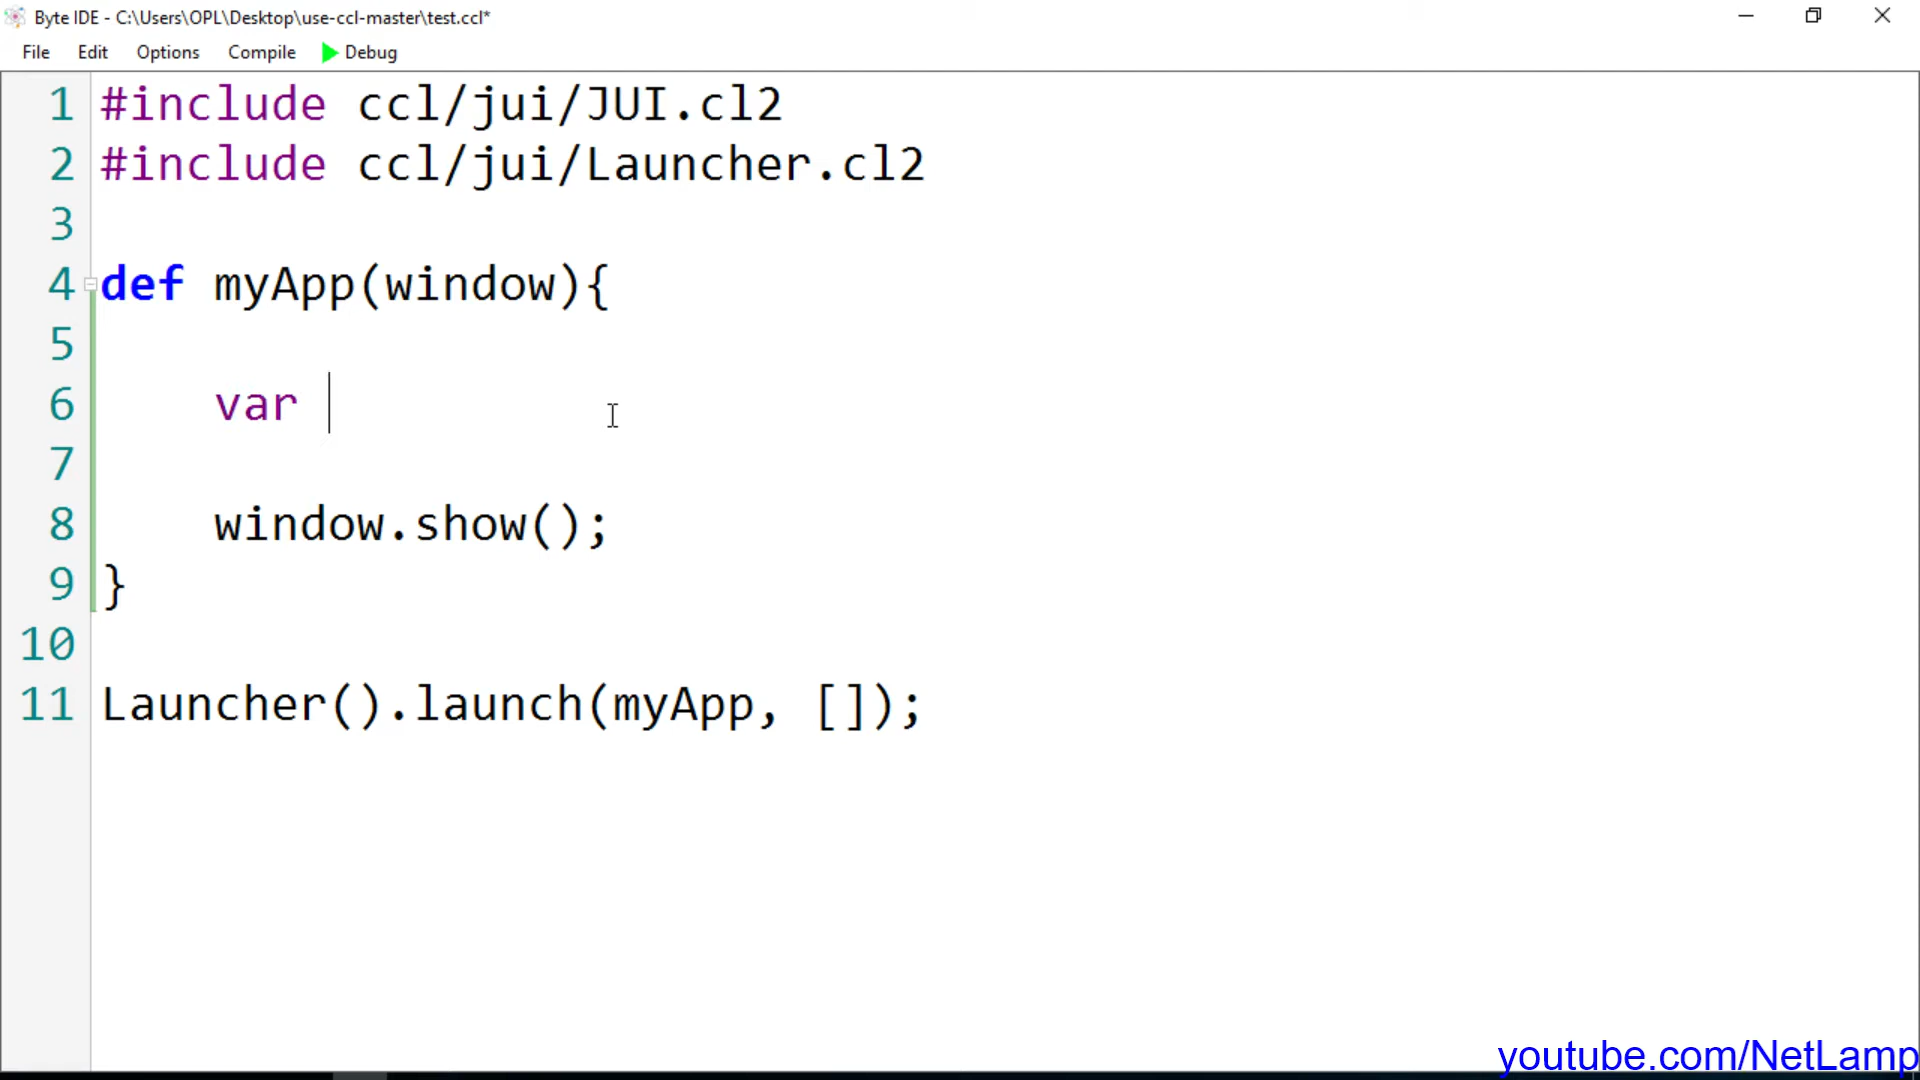 Byte IDE - C:\Users\OPL\Desktop\use-ccl-master\test.ccl*
File Edit Options Compile Debug
1 #include ccl/jui/JUI.cl2
2 #include ccl/jui/Launcher.cl2
3
4 def myApp(window){
5
6 var
7
8 window.show();
9 }
10
11 Launcher().launch(myApp, []);
youtube.com/NetLamp